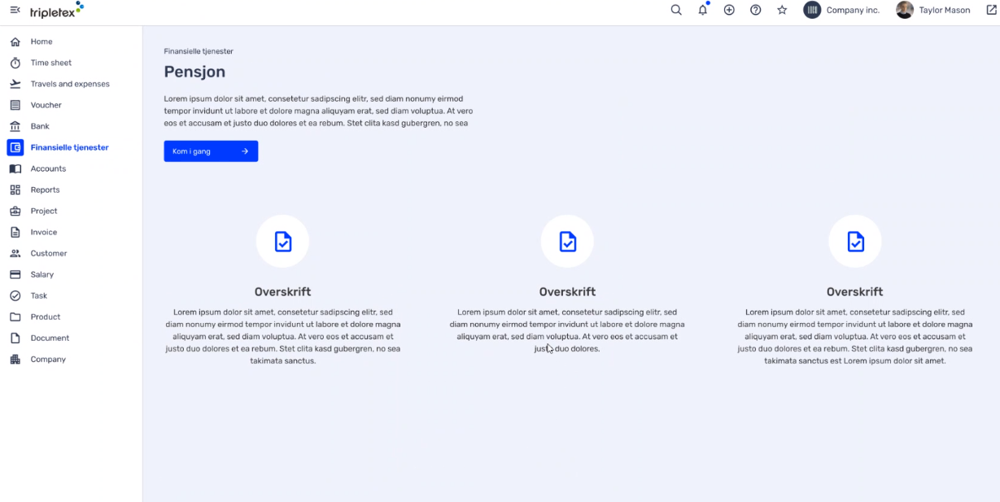 tripletex
Company inc.
Taylor Mason
Home
Time sheet
Travels and expenses
Voucher
Bank
Finansielle tjenester
Accounts
Reports
Project
Invoice
Customer
Salary
Task
Product
Document
Company
Finansielle tjenester
Pensjon
Lorem ipsum dolor sit amet, consetetur sadipscing elitr, sed diam nonumy eirmod
tempor invidunt ut labore et dolore magna aliquyam erat, sed diam voluptua. At vero
eos et accusam et justo duo dolores et ea rebum. Stet clita kasd gubergren, no sea
Kom i gang
Overskrift
Lorem ipsum dolor sit amet, consetetur sadipscing elitr, sed
diam nonumy eirmod tempor invidunt ut labore et dolore magna
aliquyam erat, sed diam voluptua. At vero eos et accusam et
justo duo dolores et ea rebum. Stet clita kasd gubergren, no sea
takimata sanctus.
Overskrift
Lorem ipsum dolor sit amet, consetetur sadipscing elitr, sed
diam nonumy eirmod tempor invidunt ut labore et dolore magna
aliquyam erat, sed diam voluptua. At vero eos et accusam et
justo duo dolores.
Overskrift
Lorem ipsum dolor sit amet, consetetur sadipscing elitr, sed
diam nonumy eirmod tempor invidunt ut labore et dolore magna
aliquyam erat, sed diam voluptua. At vero eos et accusam et
justo duo dolores et ea rebum. Stet clita kasd gubergren, no sea
takimata sanctus est Lorem ipsum dolor sit amet.